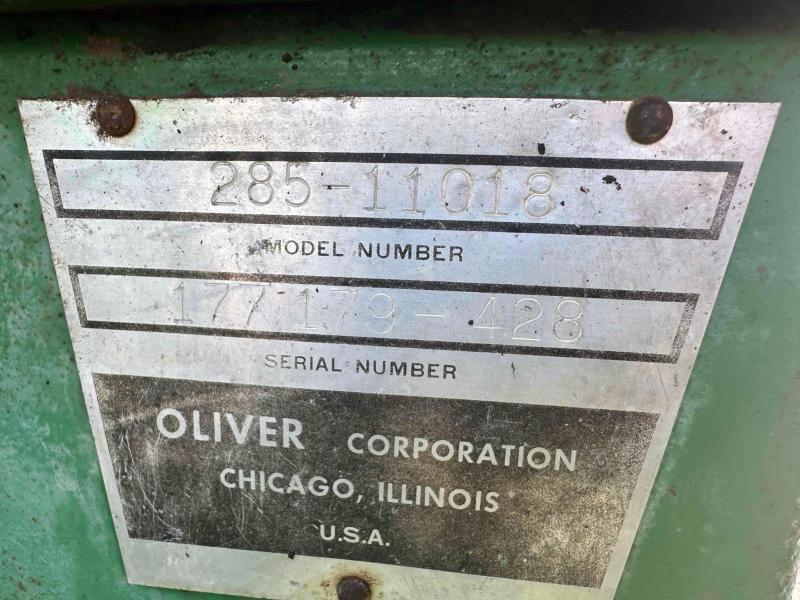 285-11018
MODEL NUMBER
177 179-428
SERIAL NUMBER
OLIVER CORPORATION
CHICAGO, ILLINOIS
U.S.A.